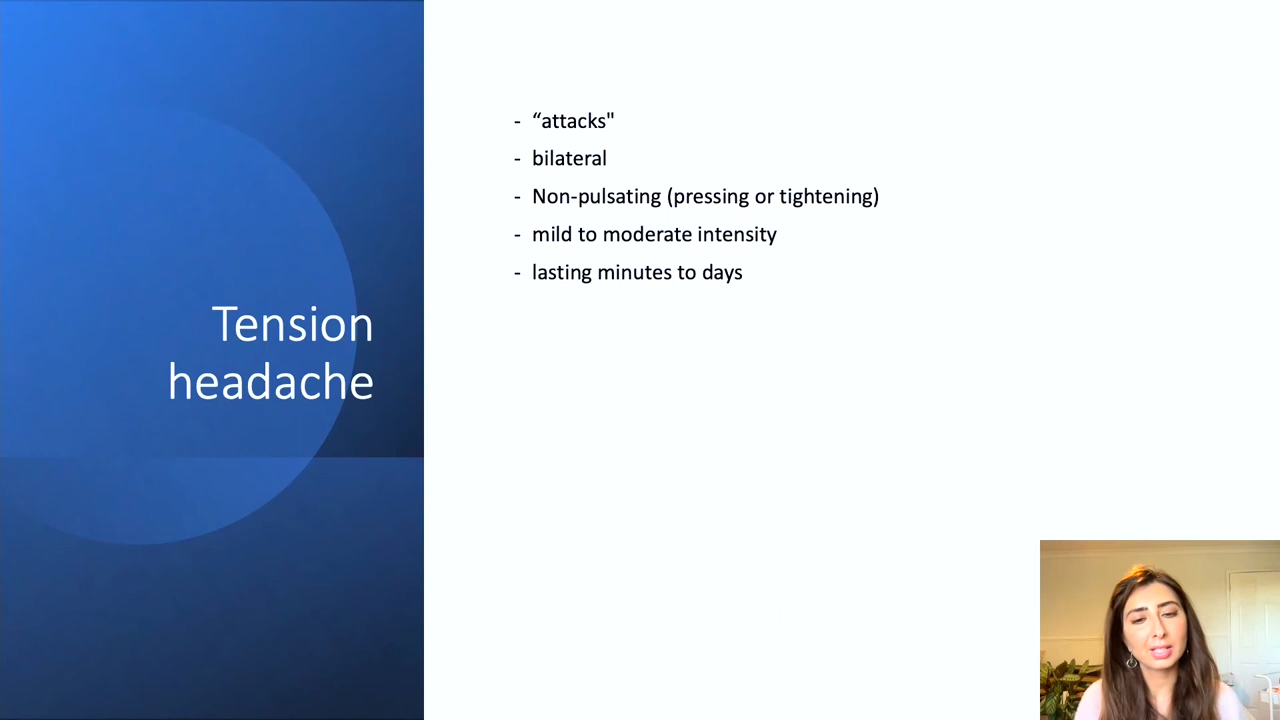 Tension
headache
- “attacks"
- bilateral
- Non-pulsating (pressing or tightening)
- mild to moderate intensity
- lasting minutes to days